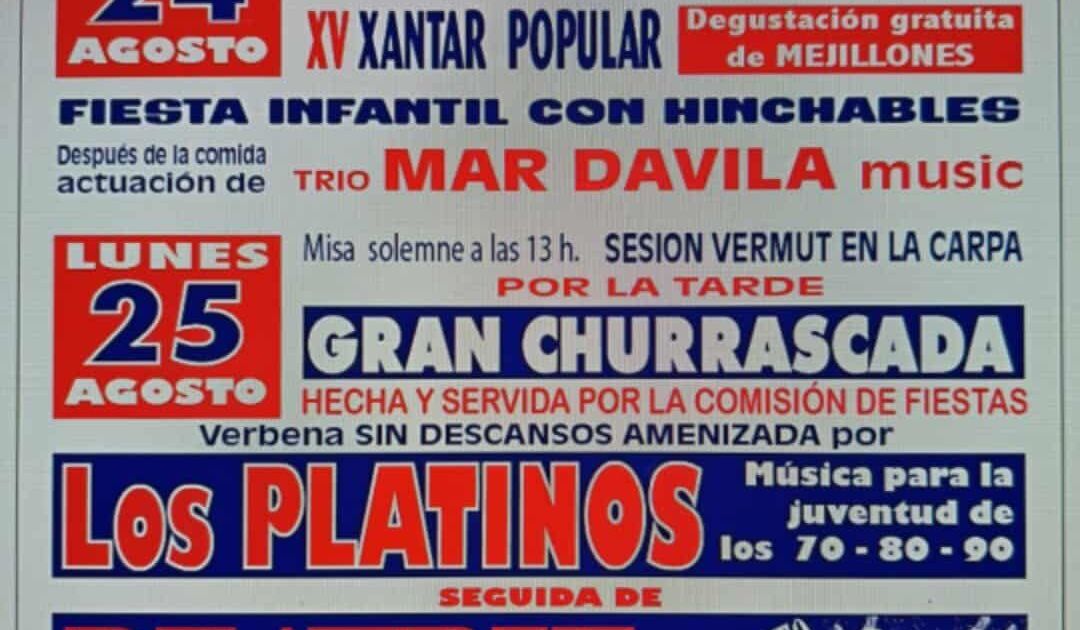 24
AGOSTO
XV XANTAR POPULAR
Degustación gratuita
de MEJILLONES
FIESTA INFANTIL CON HINCHABLES
Después de la comida
actuación de
TRIO MAR DAVILA music
LUNES
25
AGOSTO
Misa solemne a las 13 h. SESION VERMUT EN LA CARPA
POR LA TARDE
GRAN CHURRASCADA
HECHA Y SERVIDA POR LA COMISIÓN DE FIESTAS
Verbena SIN DESCANSOS AMENIZADA por
LOS PLATINOS
Música para la
juventud de
los 70 - 80 - 90
SEGUIDA DE